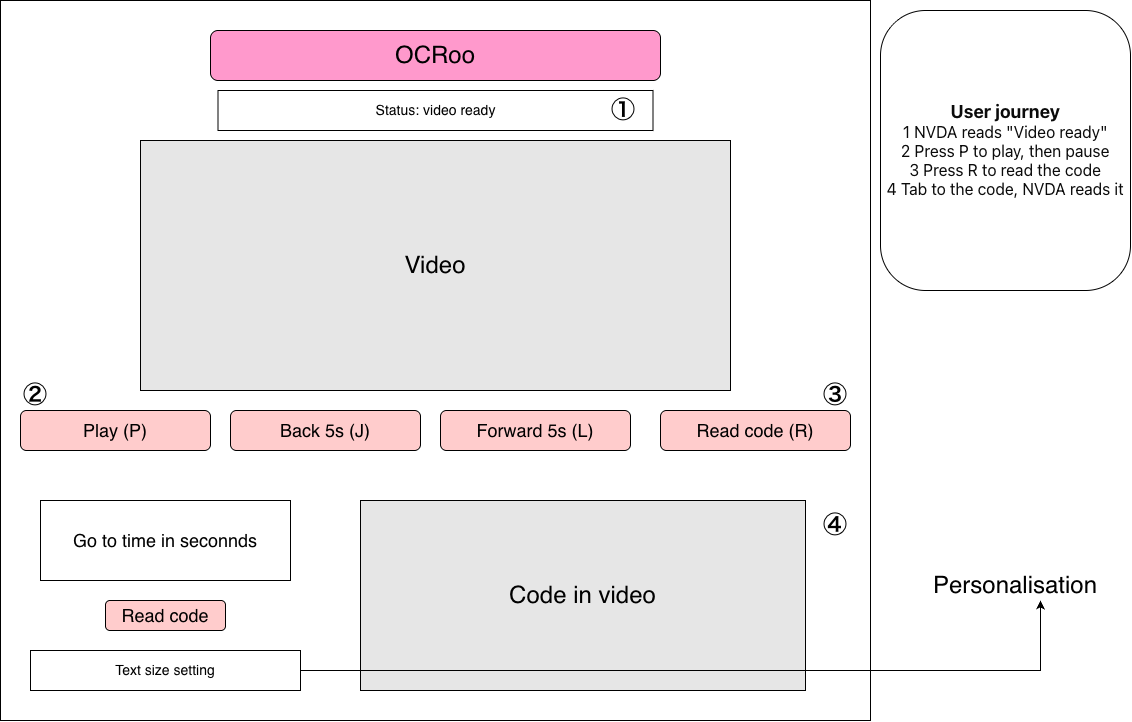 OCRoo
Status: video ready
①
Video
②
③
Play (P)
Back 5s (J)
Forward 5s (L)
Read code (R)
Go to time in seconnds
Read code
Text size setting
Code in video
④
User journey
1 NVDA reads "Video ready"
2 Press P to play, then pause
3 Press R to read the code
4 Tab to the code, NVDA reads it
Personalisation